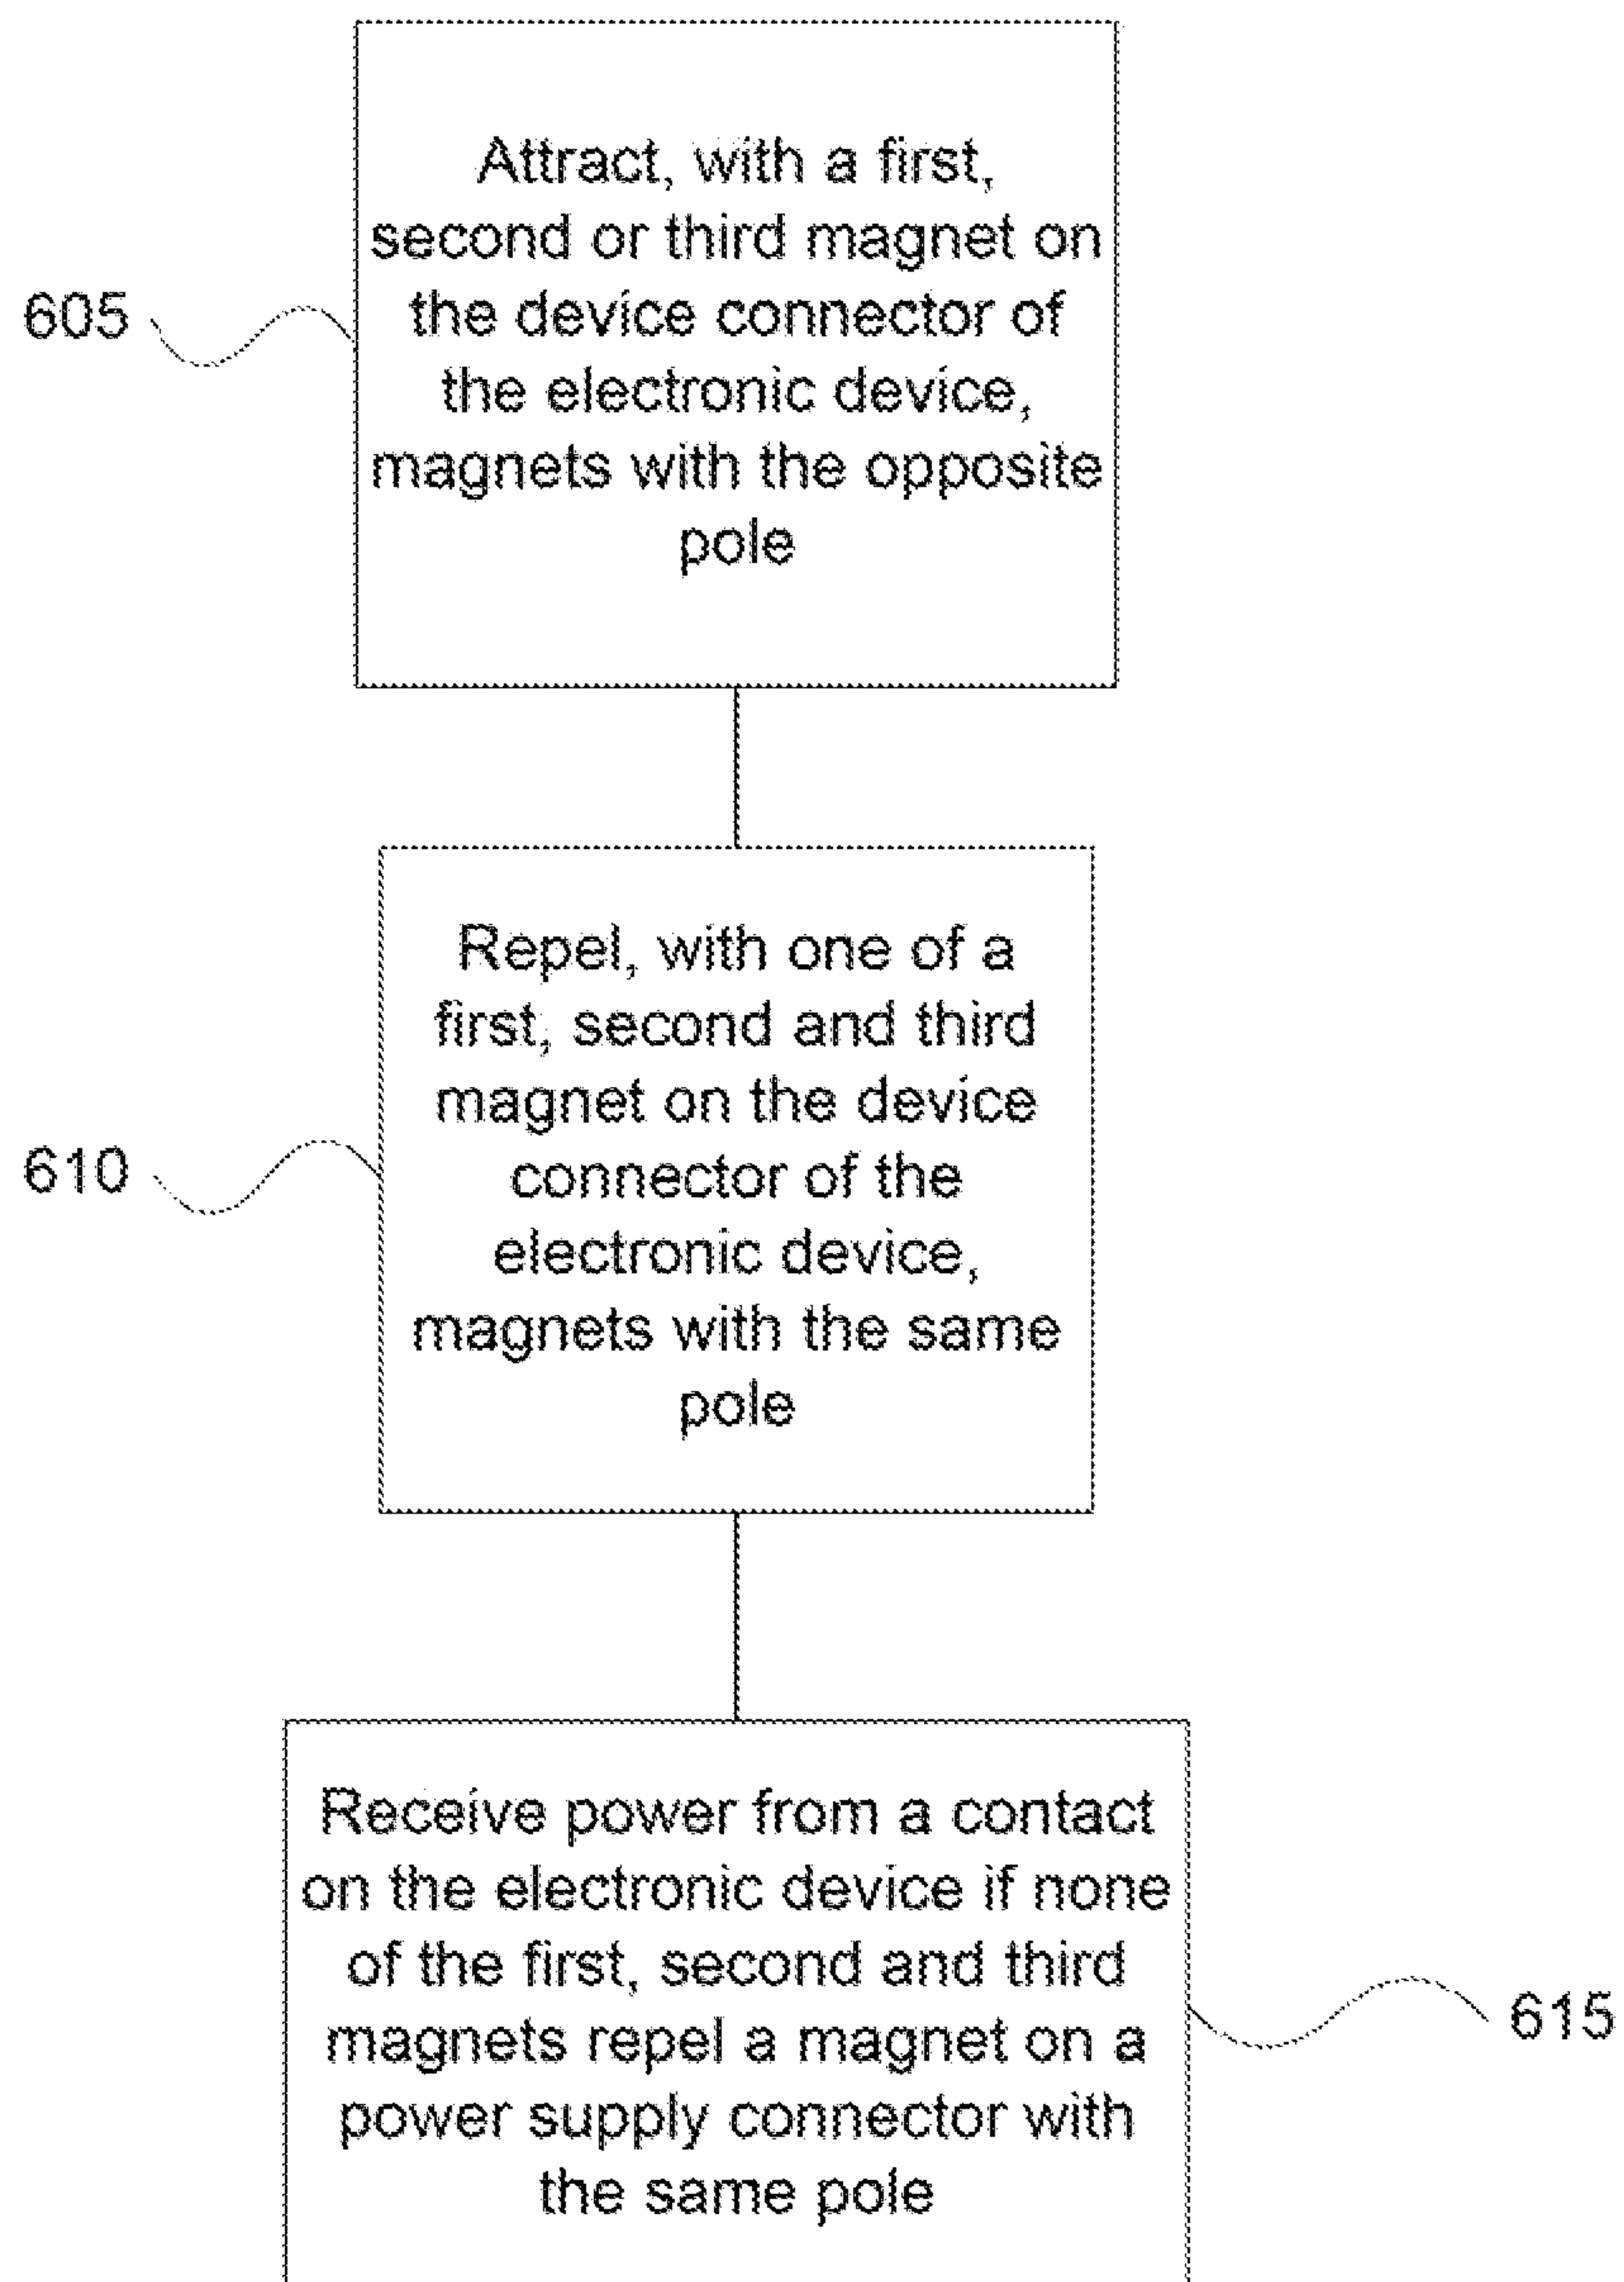 Attract, with a first,
second or third magnet on
the device connector of
the electronic device,
magnets with the opposite
pole
605
Repel, with one of a
first, second and third
magnet on the device
connector of the
electronic device,
magnets with the same
pole
610
Receive power from a contact
on the electronic device if none
of the first, second and third
magnets repel a magnet on a
power supply connector with
the same pole
615